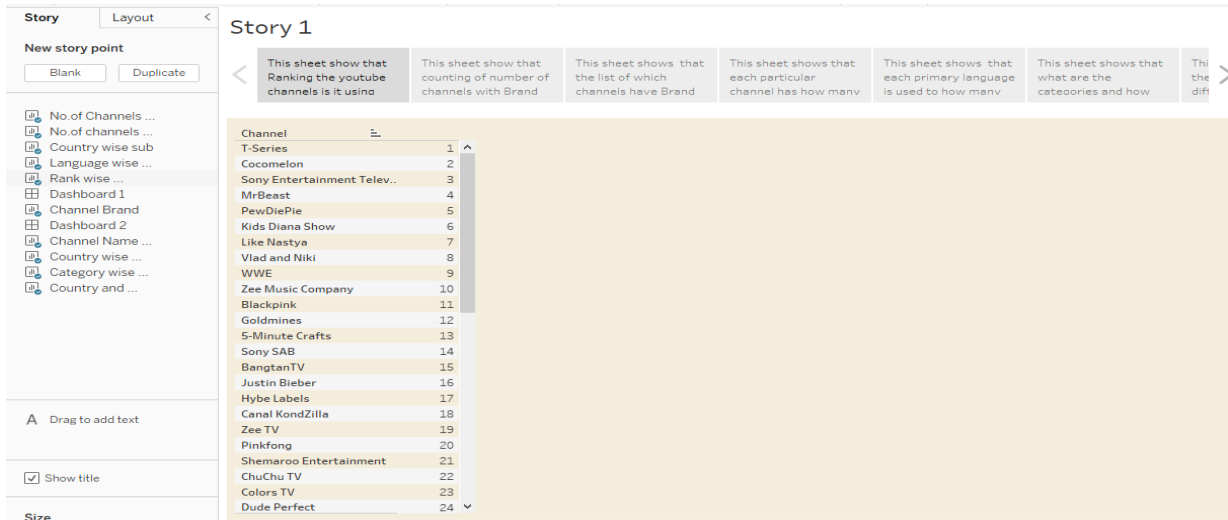 Story
Layout
<
New story point
Blank
Duplicate
No.of Channels ...
No.of channels ...
Country wise sub
Language wise ...
Rank wise ...
Dashboard 1
Channel Brand
Dashboard 2
Channel Name ...
Country wise ...
Category wise ...
Country and ...
A Drag to add text
Show title
Size
Story 1
This sheet show that
Ranking the youtube
channels is it using
This sheet show that
counting of number of
channels with Brand
This sheet shows that
the list of which
channels have Brand
This sheet shows that
each particular
channel has how many
This sheet shows that
each primary language
is used to how many
This sheet shows that
what are the
categories and how
Thi
the
diff
Channel
T-Series 1
Cocomelon 2
Sony Entertainment Telev.. 3
MrBeast 4
PewDiePie 5
Kids Diana Show 6
Like Nastya 7
Vlad and Niki 8
WWE 9
Zee Music Company 10
Blackpink 11
Goldmines 12
5-Minute Crafts 13
Sony SAB 14
BangtanTV 15
Justin Bieber 16
Hybe Labels 17
Canal KondZilla 18
Zee TV 19
Pinkfong 20
Shemaroo Entertainment 21
ChuChu TV 22
Colors TV 23
Dude Perfect 24